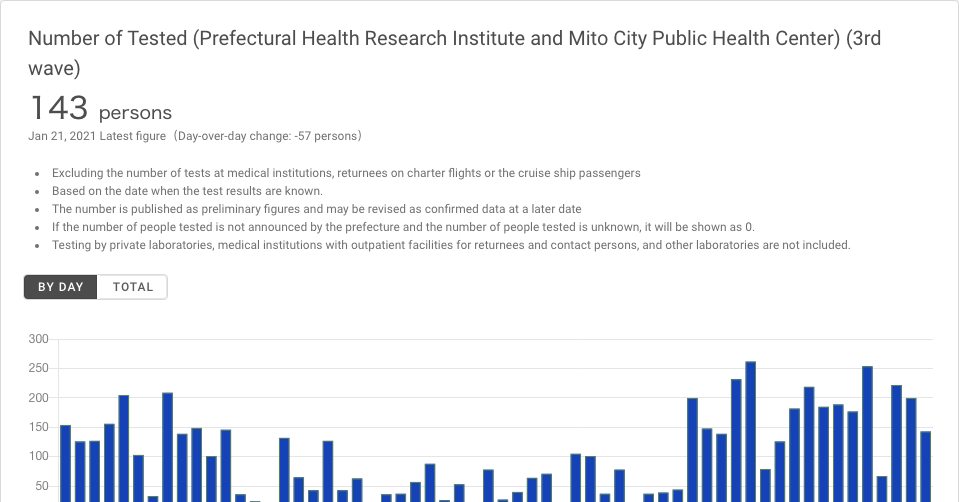 Number of Tested (Prefectural Health Research Institute and Mito City Public Health Center) (3rd
wave)
143 persons
Jan 21, 2021 Latest figure（Day-over-day change: -57 persons）
Excluding the number of tests at medical institutions, returnees on charter flights or the cruise ship passengers
Based on the date when the test results are known.
The number is published as preliminary figures and may be revised as confirmed data at a later date
If the number of people tested is not announced by the prefecture and the number of people tested is unknown, it will be shown as 0.
Testing by private laboratories, medical institutions with outpatient facilities for returnees and contact persons, and other laboratories are not included.
BY DAY TOTAL
300
250
200
150
100
50